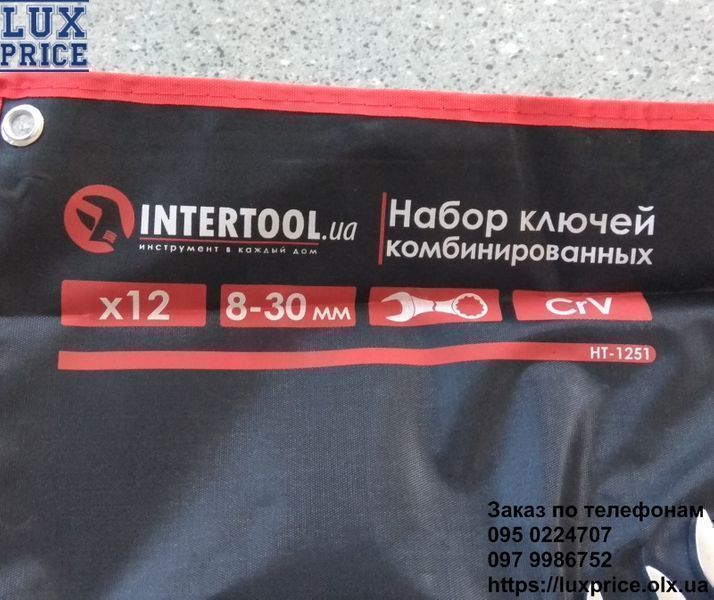 LUX
PRICE
INTERTOOL.ua
инструмент в каждый дом
Набор ключей
комбинированных
x12
8-30 мм
CrV
HT-1251
Заказ по телефонам
095 0224707
097 9986752
https://luxprice.olx.ua